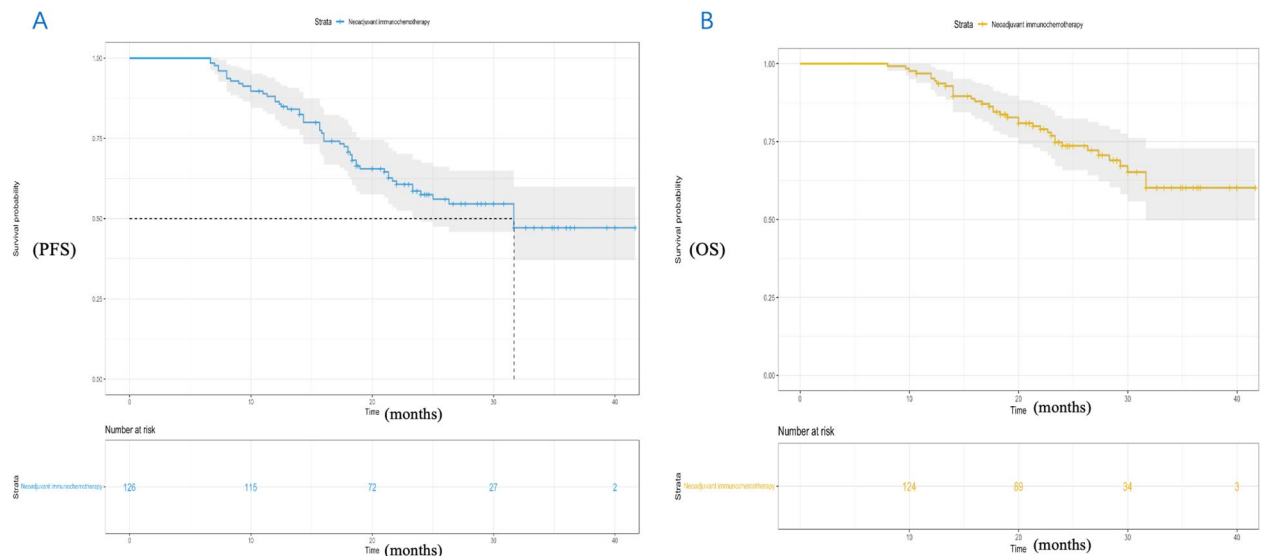 A
Strata Neoadjuvant immunochemotherapy
1.00
0.75
0.50
0.25
0.00
Survival probability
(PFS)
0 10 20 30 40
Time (months)
Number at risk
Strata
Neoadjuvant immunochemotherapy 126 115 72 27 2
0 10 20 30 40
Time (months)
B
Strata Neoadjuvant immunochemotherapy
1.00
0.75
0.50
0.25
0.00
Survival probability
(OS)
0 10 20 30 40
Time (months)
Number at risk
Strata
Neoadjuvant immunochemotherapy 124 34 3
0 10 20 30 40
Time (months)